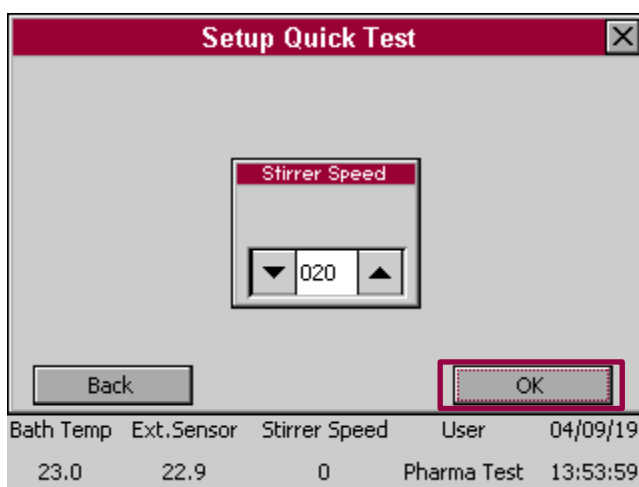 Setup Quick Test
Stirrer Speed
020
Back OK
Bath Temp Ext.Sensor Stirrer Speed User 04/09/19
23.0 22.9 0 Pharma Test 13:53:59